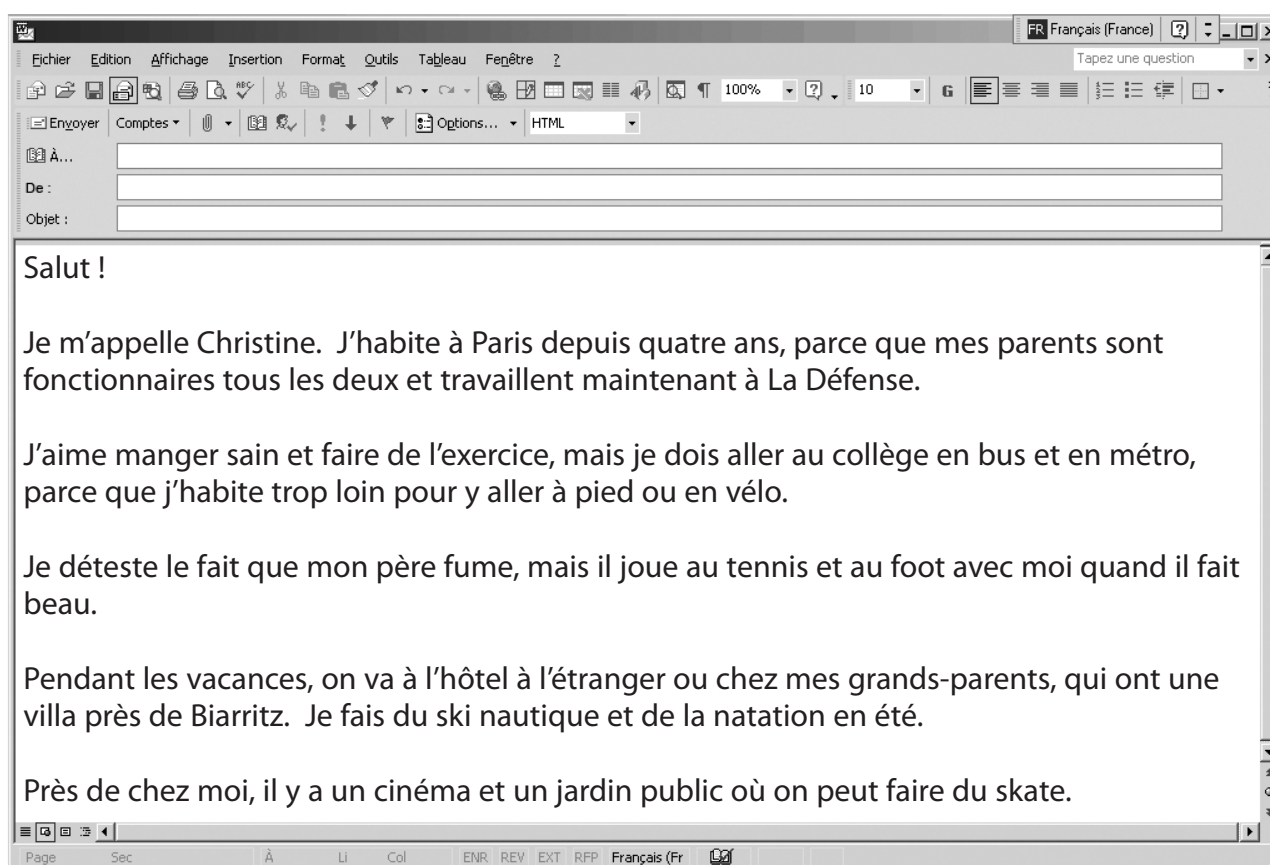 FR Français (France)
Fichier Edition Affichage Insertion Format Outils Tableau Fenêtre ? Tapez une question
100% 10 G
Envoyer Comptes Options... HTML
À...
De :
Objet :
Salut !
Je m’appelle Christine. J’habite à Paris depuis quatre ans, parce que mes parents sont
fonctionnaires tous les deux et travaillent maintenant à La Défense.
J’aime manger sain et faire de l’exercice, mais je dois aller au collège en bus et en métro,
parce que j’habite trop loin pour y aller à pied ou en vélo.
Je déteste le fait que mon père fume, mais il joue au tennis et au foot avec moi quand il fait
beau.
Pendant les vacances, on va à l’hôtel à l’étranger ou chez mes grands-parents, qui ont une
villa près de Biarritz. Je fais du ski nautique et de la natation en été.
Près de chez moi, il y a un cinéma et un jardin public où on peut faire du skate.
Page Sec À Li Col ENR REV EXT RFP Français (Fr